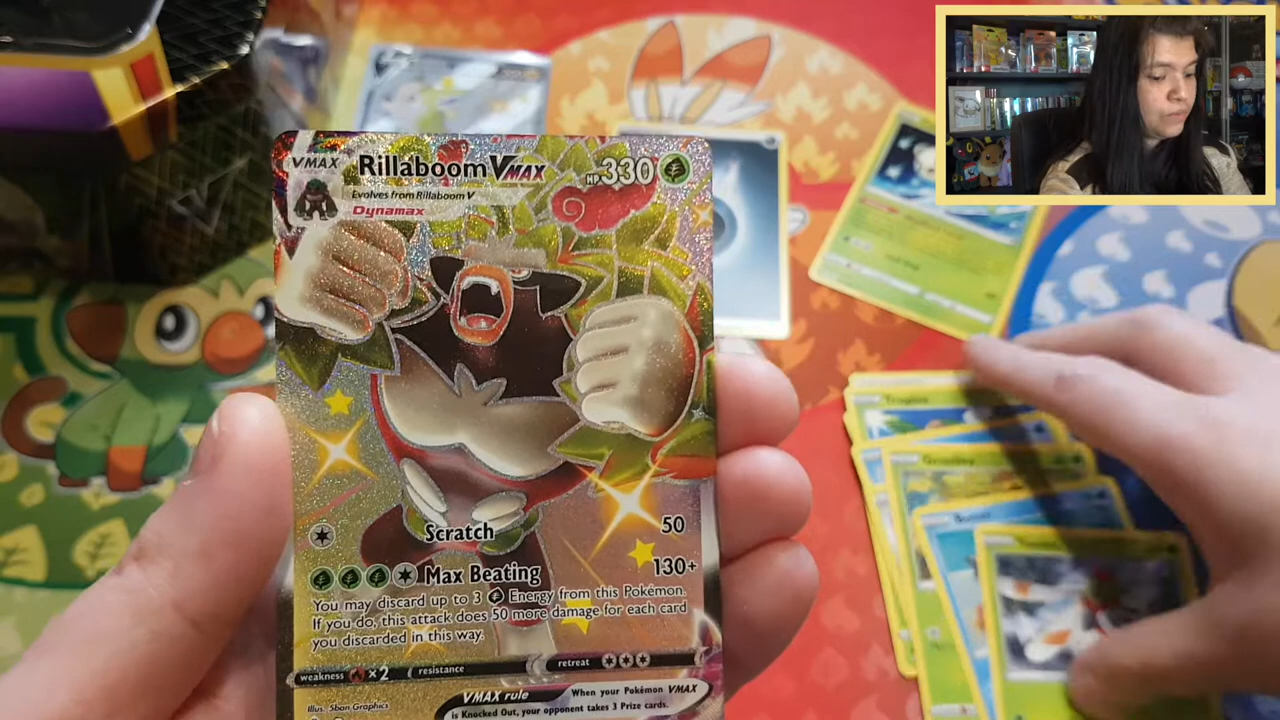 VMAX
Rillaboom VMAX HP 330
Evolves from Rillaboom V
Dynamax
Scratch 50
Max Beating 130+
You may discard up to 3 Energy from this Pokémon.
If you do, this attack does 50 more damage for each card
you discarded in this way.
weakness ×2 resistance retreat
VMAX rule When your Pokémon VMAX
is Knocked Out, your opponent takes 3 Prize cards.
Illus. 5ban Graphics
Tropius
Grookey